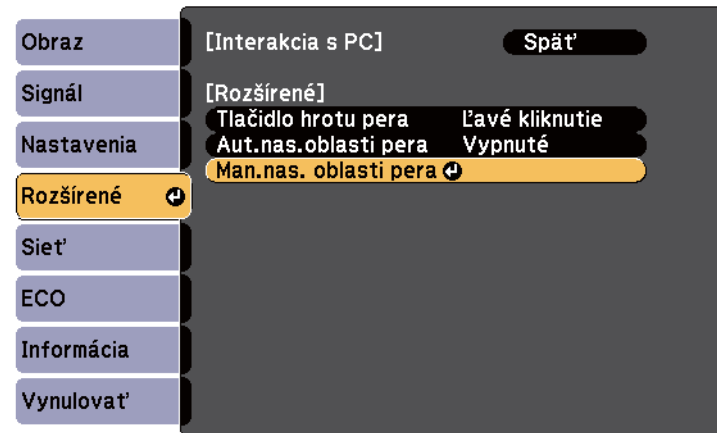 Obraz
Signál
Nastavenia
Rozšírené
Sieť
ECO
Informácia
Vynulovať
[Interakcia s PC] Späť
[Rozšírené]
Tlačidlo hrotu pera Ľavé kliknutie
Aut.nas.oblasti pera Vypnuté
Man.nas. oblasti pera